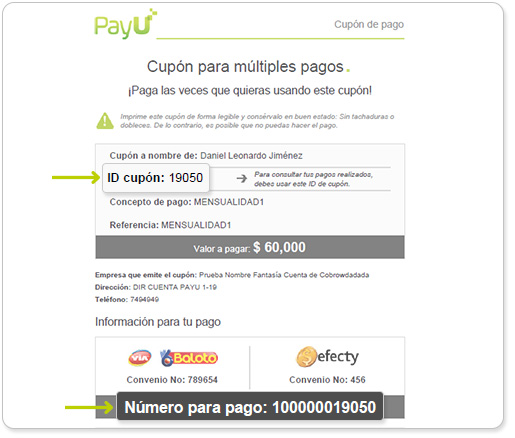 PayU
Cupón de pago
Cupón para múltiples pagos.
¡Paga las veces que quieras usando este cupón!
Imprime este cupón de forma legible y consérvalo en buen estado: Sin tachaduras o
dobleces. De lo contrario, es posible que no puedas hacer el pago.
Cupón a nombre de: Daniel Leonardo Jiménez
ID cupón: 19050
Para consultar tus pagos realizados,
debes usar este ID de cupón.
Concepto de pago: MENSUALIDAD1
Referencia: MENSUALIDAD1
Valor a pagar: $ 60,000
Empresa que emite el cupón: Prueba Nombre Fantasía Cuenta de Cobrowdadada
Dirección: DIR CUENTA PAYU 1-19
Teléfono: 7494949
Información para tu pago
VIA Baloto
$ efecty
Convenio No: 789654
Convenio No: 456
Número para pago: 100000019050